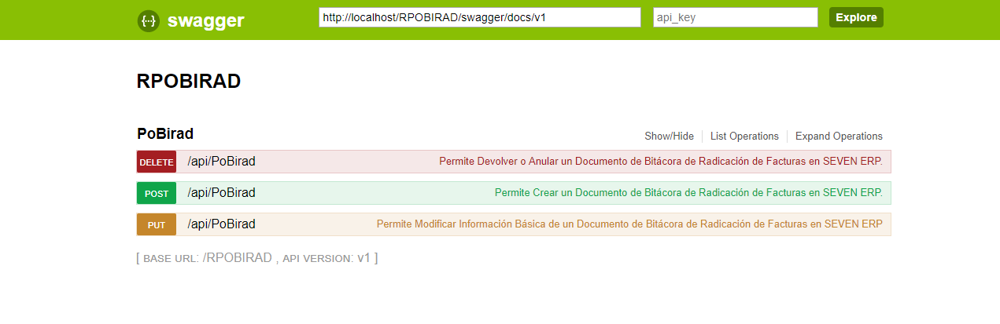 swagger http://localhost/RPOBIRAD/swagger/docs/v1 api_key Explore
RPOBIRAD
PoBirad Show/Hide List Operations Expand Operations
DELETE /api/PoBirad Permite Devolver o Anular un Documento de Bitácora de Radicación de Facturas en SEVEN ERP.
POST /api/PoBirad Permite Crear un Documento de Bitácora de Radicación de Facturas en SEVEN ERP.
PUT /api/PoBirad Permite Modificar Información Básica de un Documento de Bitácora de Radicación de Facturas en SEVEN ERP
[ BASE URL: /RPOBIRAD , API VERSION: v1 ]